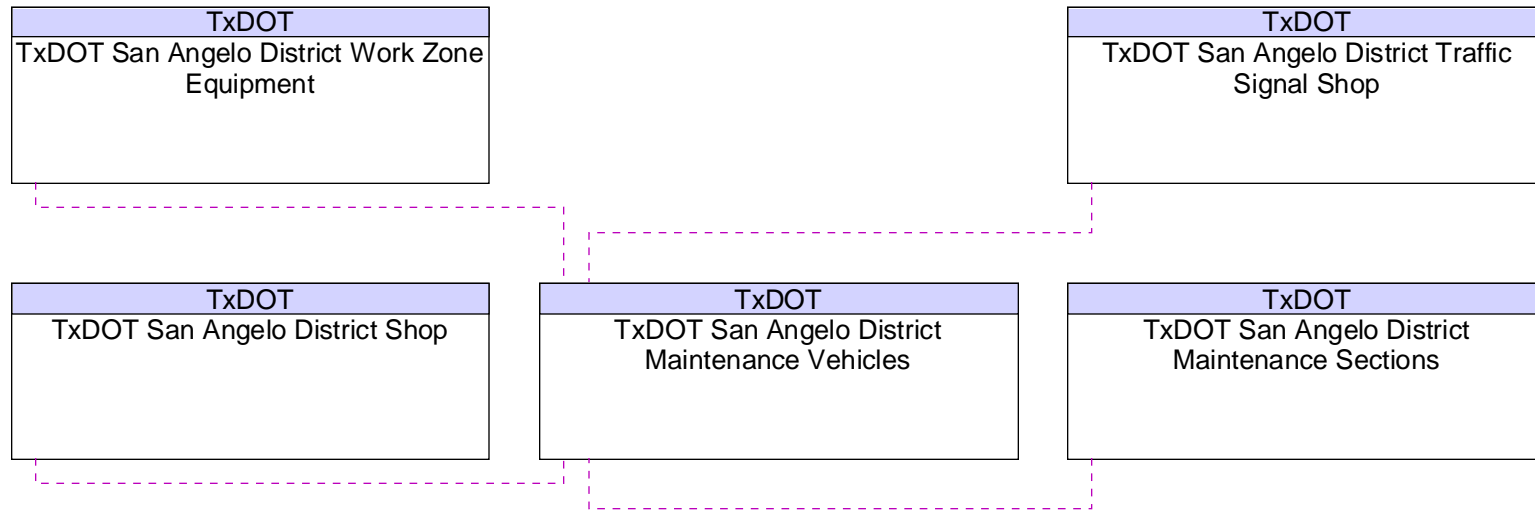 TxDOT
TxDOT San Angelo District Work Zone
Equipment
TxDOT
TxDOT San Angelo District Traffic
Signal Shop
TxDOT
TxDOT San Angelo District Shop
TxDOT
TxDOT San Angelo District
Maintenance Vehicles
TxDOT
TxDOT San Angelo District
Maintenance Sections